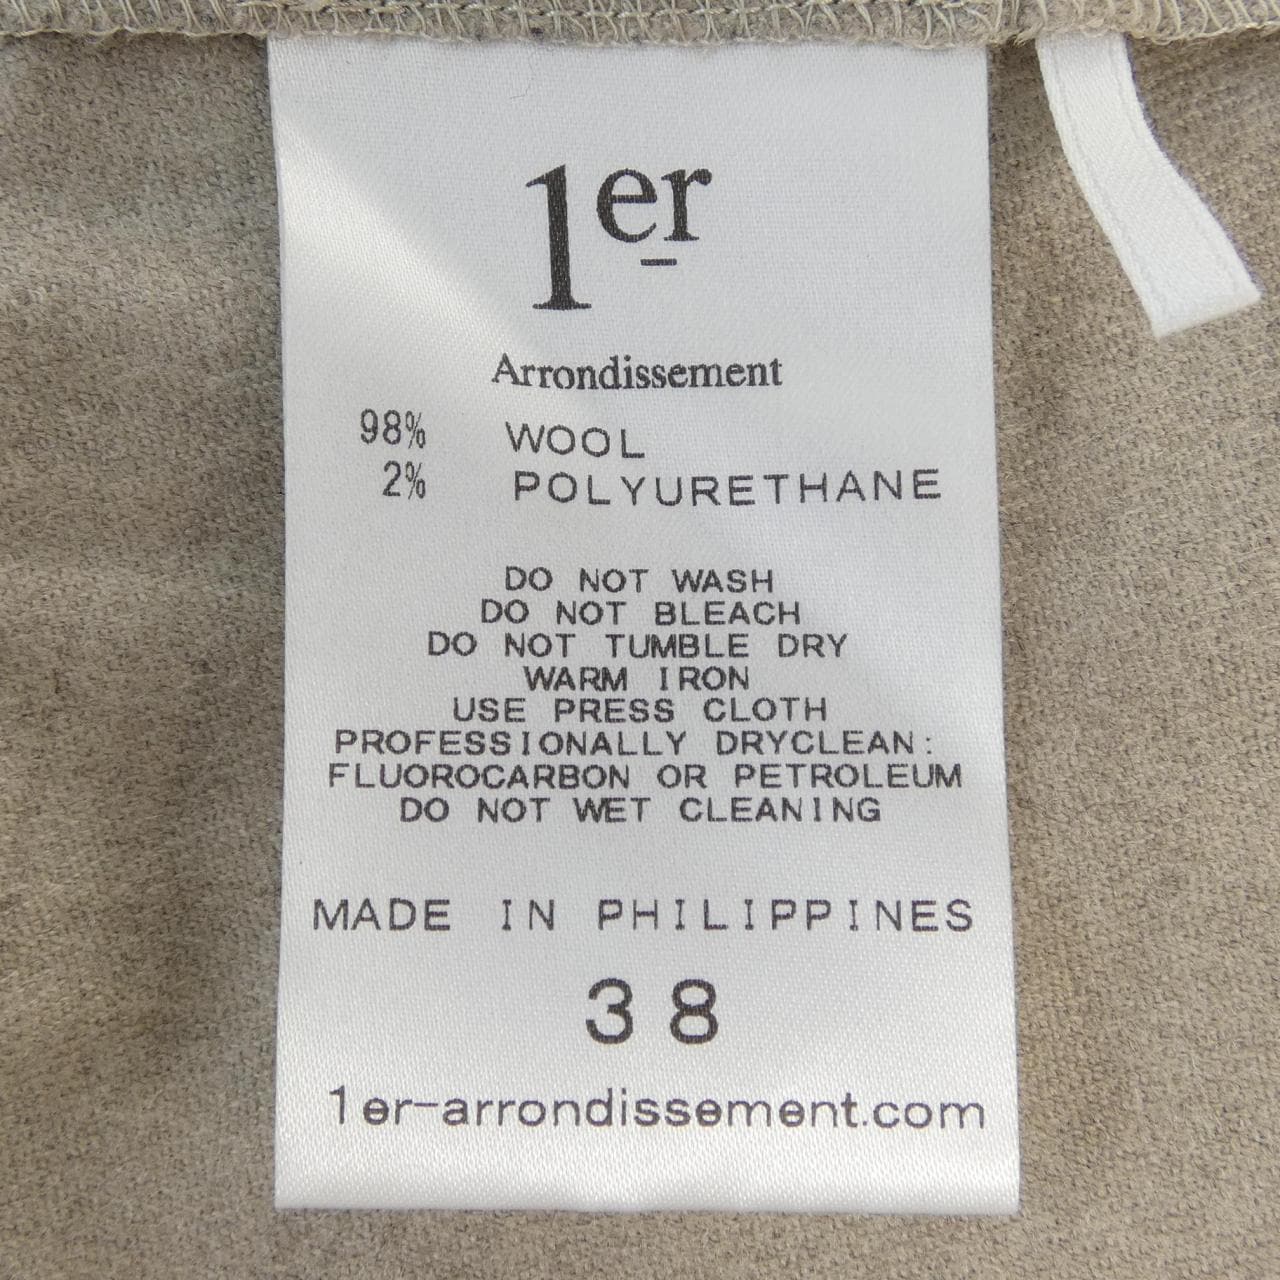 1er
Arrondissement
98% WOOL
2% POLYURETHANE
DO NOT WASH
DO NOT BLEACH
DO NOT TUMBLE DRY
WARM IRON
USE PRESS CLOTH
PROFESSIONALLY DRYCLEAN:
FLUOROCARBON OR PETROLEUM
DO NOT WET CLEANING
MADE IN PHILIPPINES
38
1er-arrondissement.com